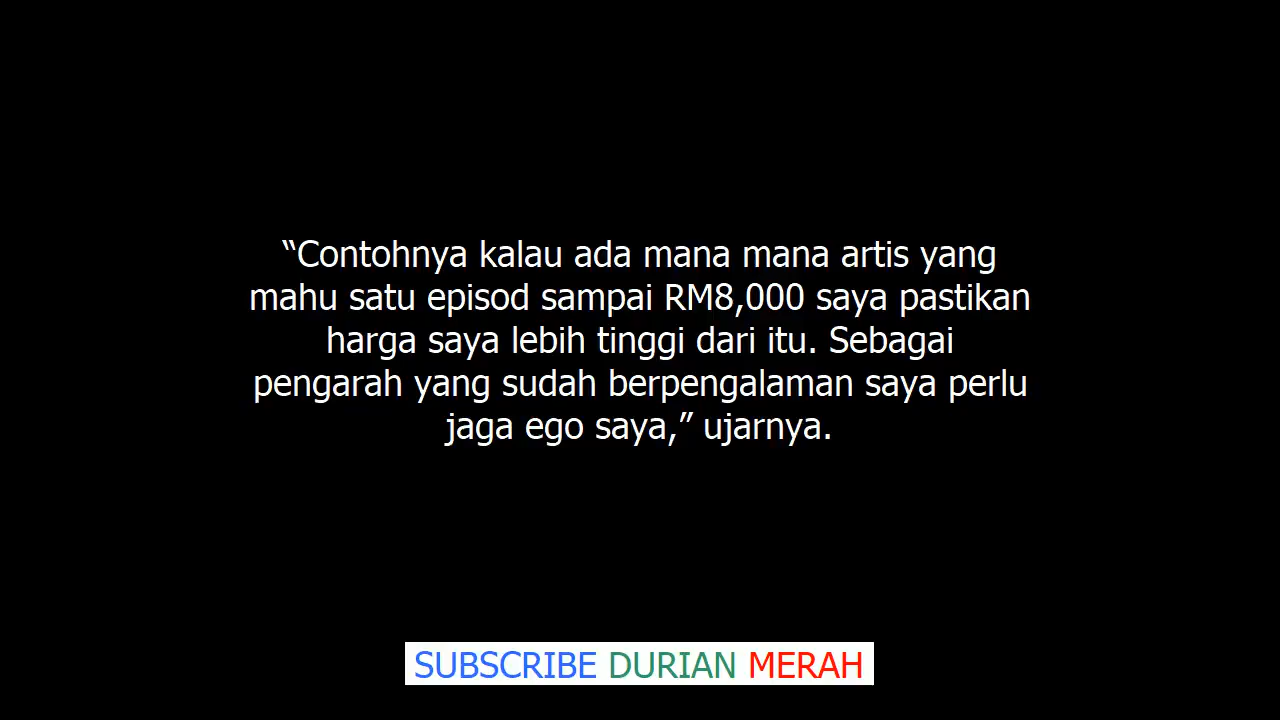 “Contohnya kalau ada mana mana artis yang
mahu satu episod sampai RM8,000 saya pastikan
harga saya lebih tinggi dari itu. Sebagai
pengarah yang sudah berpengalaman saya perlu
jaga ego saya,” ujarnya.
SUBSCRIBE DURIAN MERAH